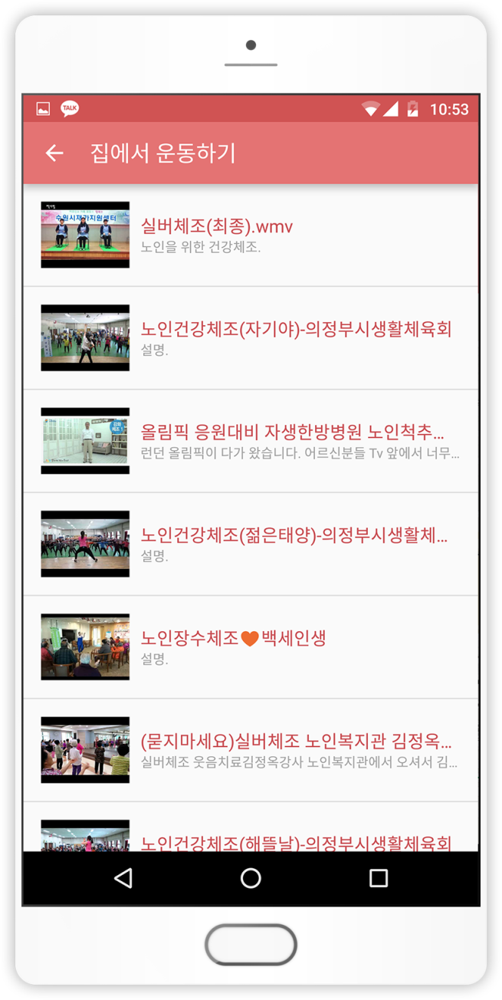 TALK
10:53
집에서 운동하기
수원시재가지원센터
실버체조(최종).wmv
노인을 위한 건강체조.
노인건강체조(자기야)-의정부시생활체육회
설명.
올림픽 응원대비 자생한방병원 노인척추...
런던 올림픽이 다가 왔습니다. 어르신분들 Tv 앞에서 너무...
노인건강체조(젊은태양)-의정부시생활체...
설명.
노인장수체조🧡백세인생
설명.
(묻지마세요)실버체조 노인복지관 김정옥...
실버체조 웃음치료김정옥강사 노인복지관에서 오셔서 김...
노인건강체조(해뜰날)-의정부시생활체육회